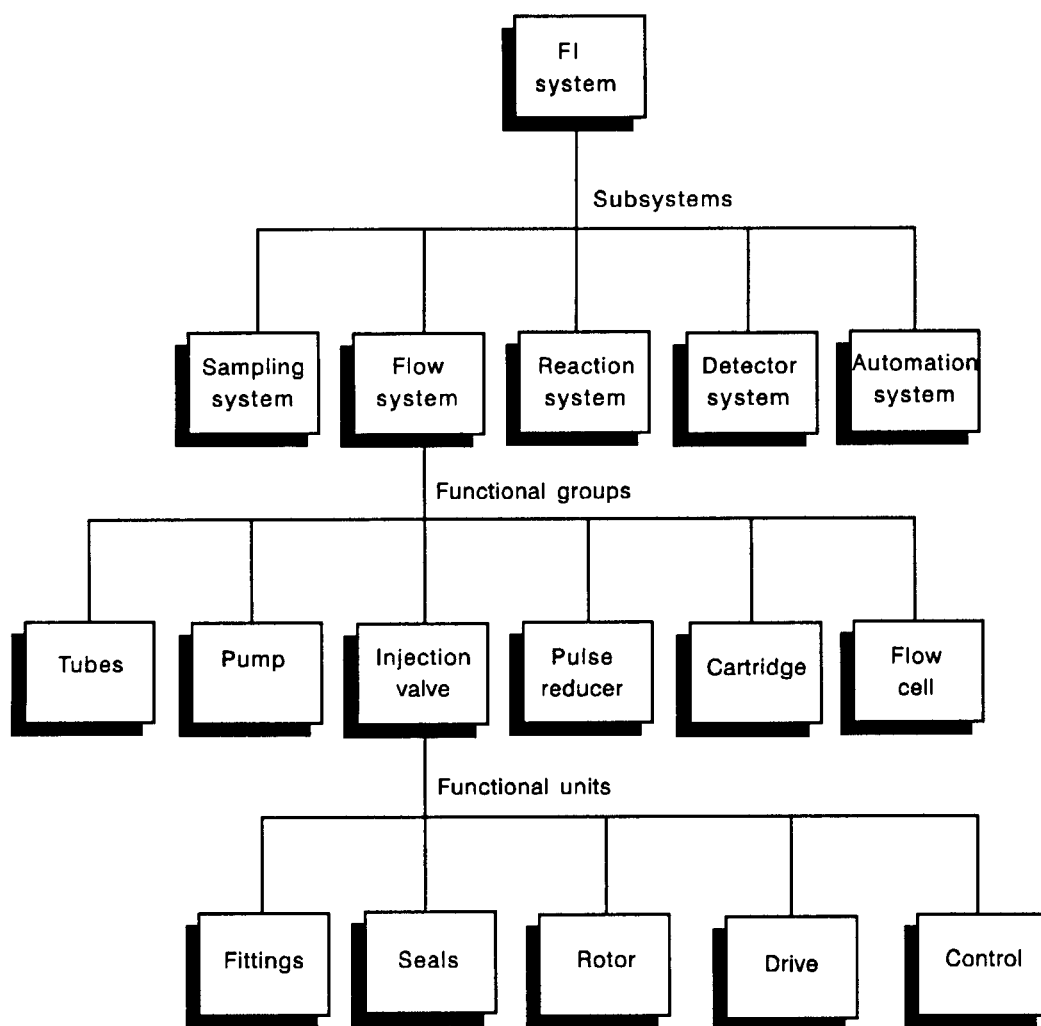 FI
system
Subsystems
Sampling
system
Flow
system
Reaction
system
Detector
system
Automation
system
Functional groups
Tubes
Pump
Injection
valve
Pulse
reducer
Cartridge
Flow
cell
Functional units
Fittings
Seals
Rotor
Drive
Control